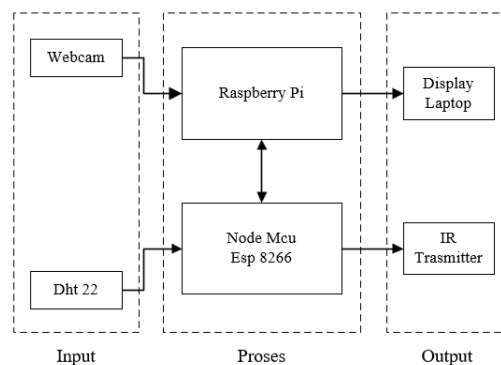 Webcam
Raspberry Pi
Display
Laptop
Node Mcu
Esp 8266
IR
Trasmitter
Dht 22
Input
Proses
Output